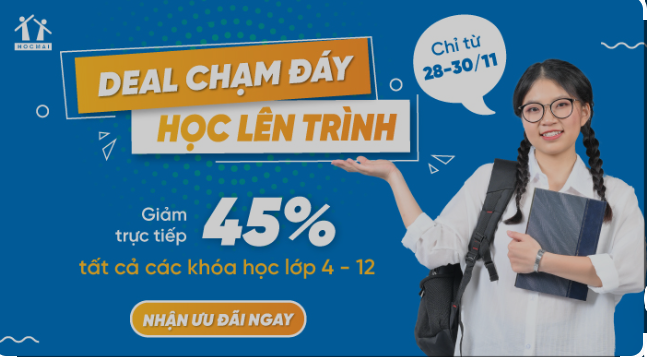 HOCMAI
DEAL CHẠM ĐÁY
HỌC LÊN TRÌNH
Chỉ từ
28-30/11
Giảm
trực tiếp
45%
tất cả các khóa học lớp 4 - 12
NHẬN ƯU ĐÃI NGAY